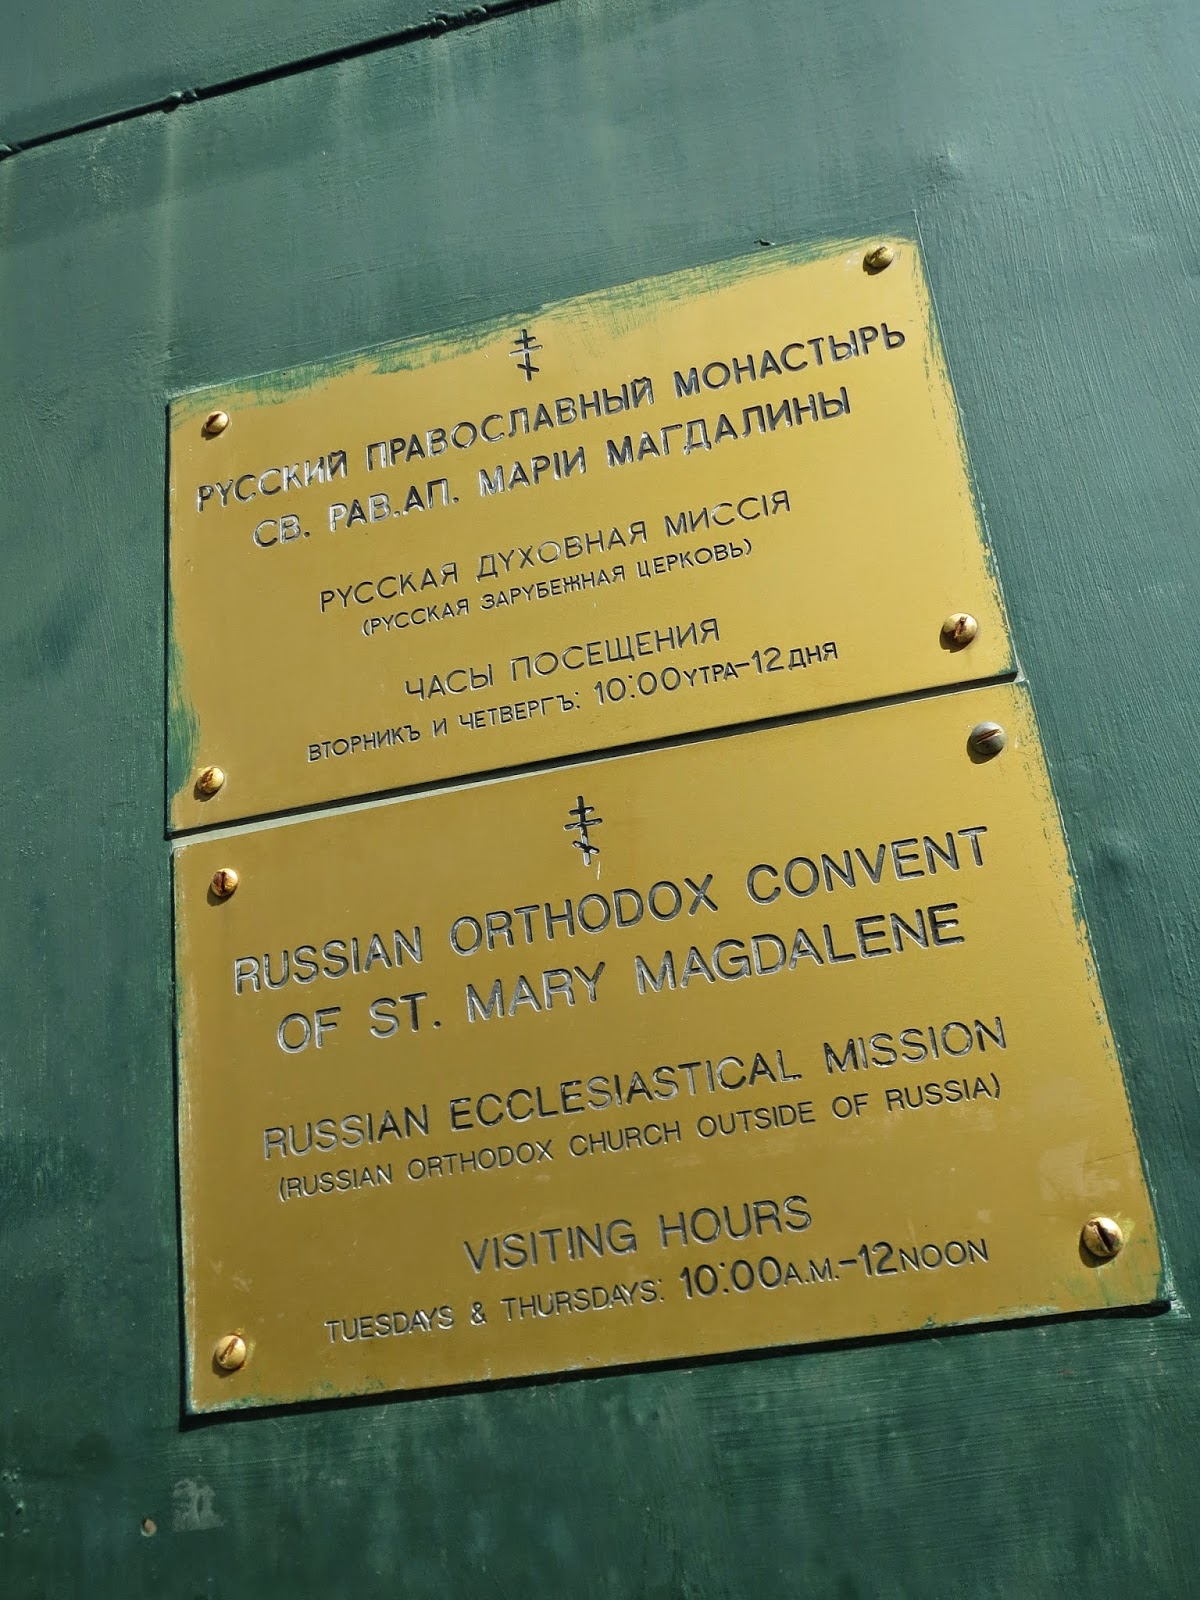 РУССКИЙ ПРАВОСЛАВНЫЙ МОНАСТЫРЬ
СВ. РАВ.АП. МАРІИ МАГДАЛИНЫ
РУССКАЯ ДУХОВНАЯ МИССІЯ
(РУССКАЯ ЗАРУБЕЖНАЯ ЦЕРКОВЬ)
ЧАСЫ ПОСЕЩЕНИЯ
ВТОРНИКЪ И ЧЕТВЕРГЪ: 10:00УТРА-12ДНЯ
RUSSIAN ORTHODOX CONVENT
OF ST. MARY MAGDALENE
RUSSIAN ECCLESIASTICAL MISSION
(RUSSIAN ORTHODOX CHURCH OUTSIDE OF RUSSIA)
VISITING HOURS
TUESDAYS & THURSDAYS: 10:00A.M.-12NOON